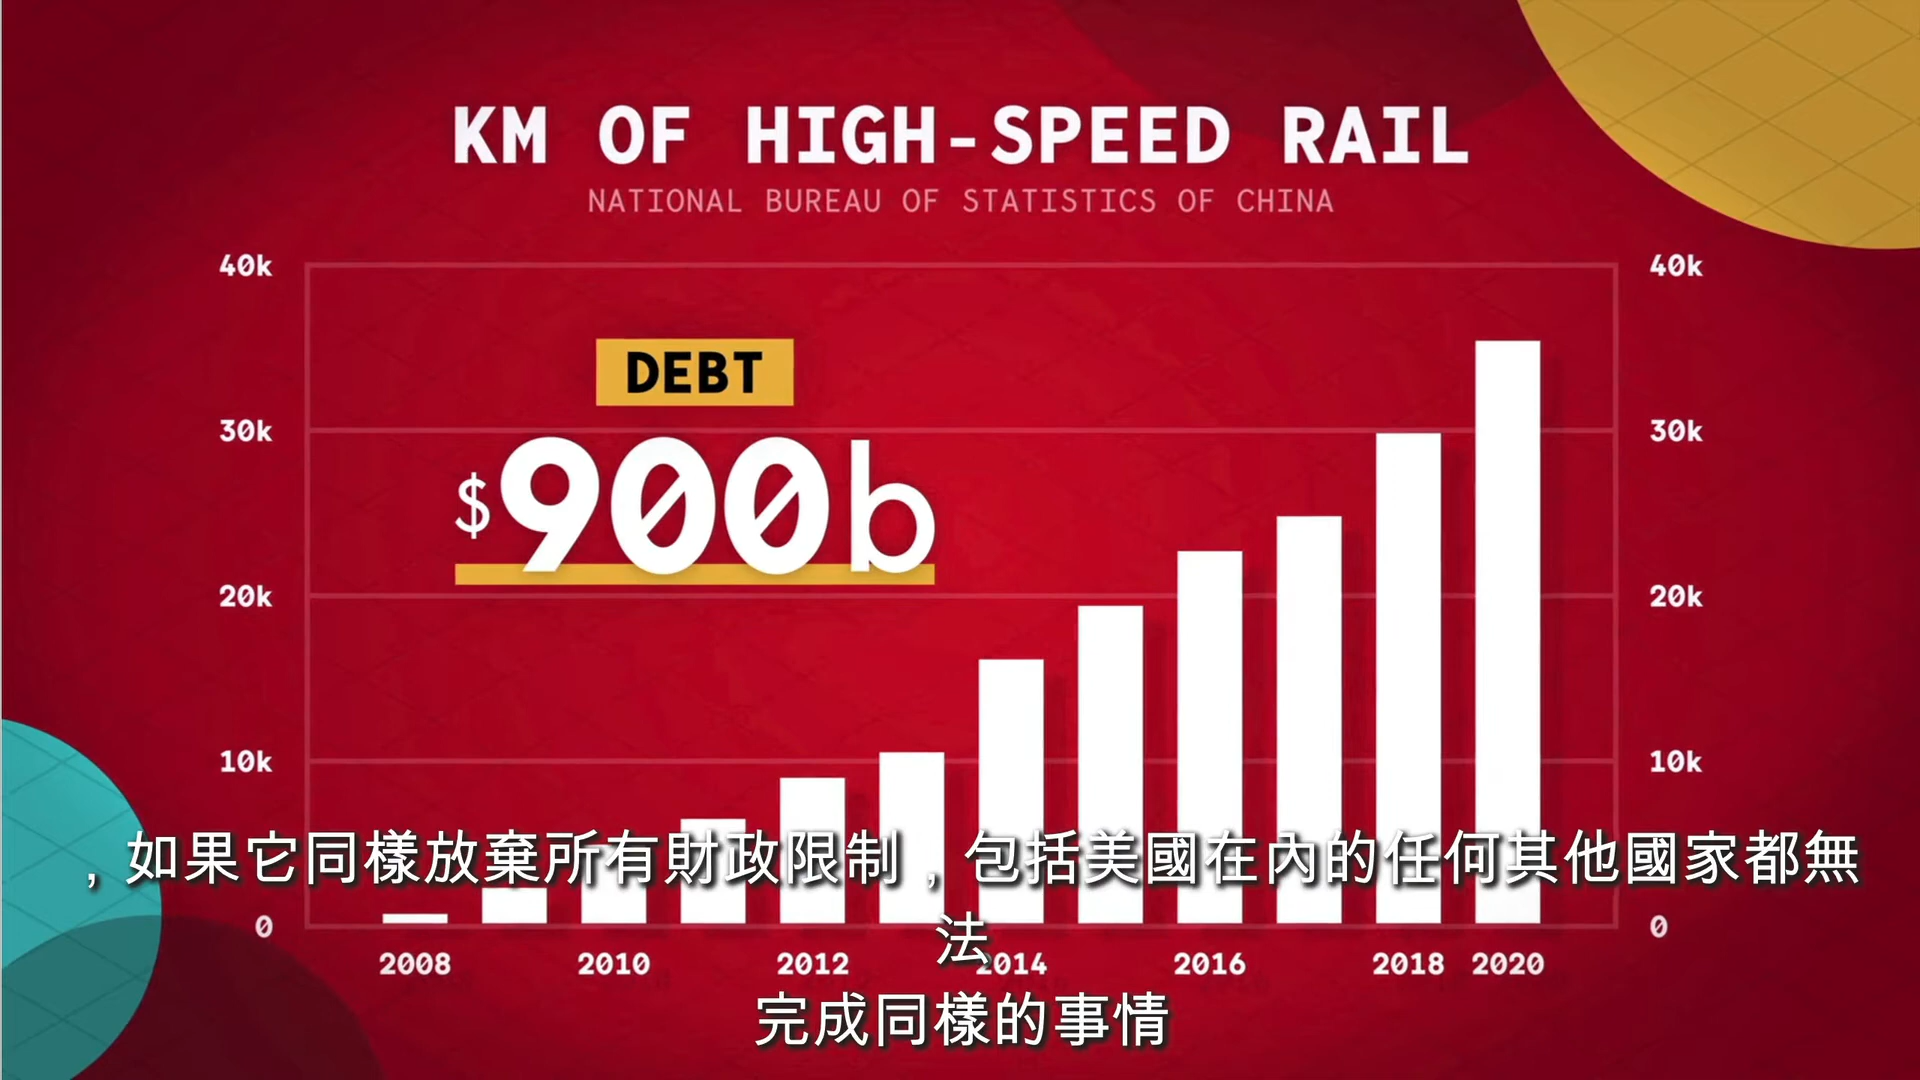 KM OF HIGH-SPEED RAIL
NATIONAL BUREAU OF STATISTICS OF CHINA
40k 40k
DEBT
30k 30k
$900b
20k 20k
10k 10k
，如果它同樣放棄所有財政限制，包括美國在內的任何其他國家都無
法
0 0
2008 2010 2012 2014 2016 2018 2020
完成同樣的事情